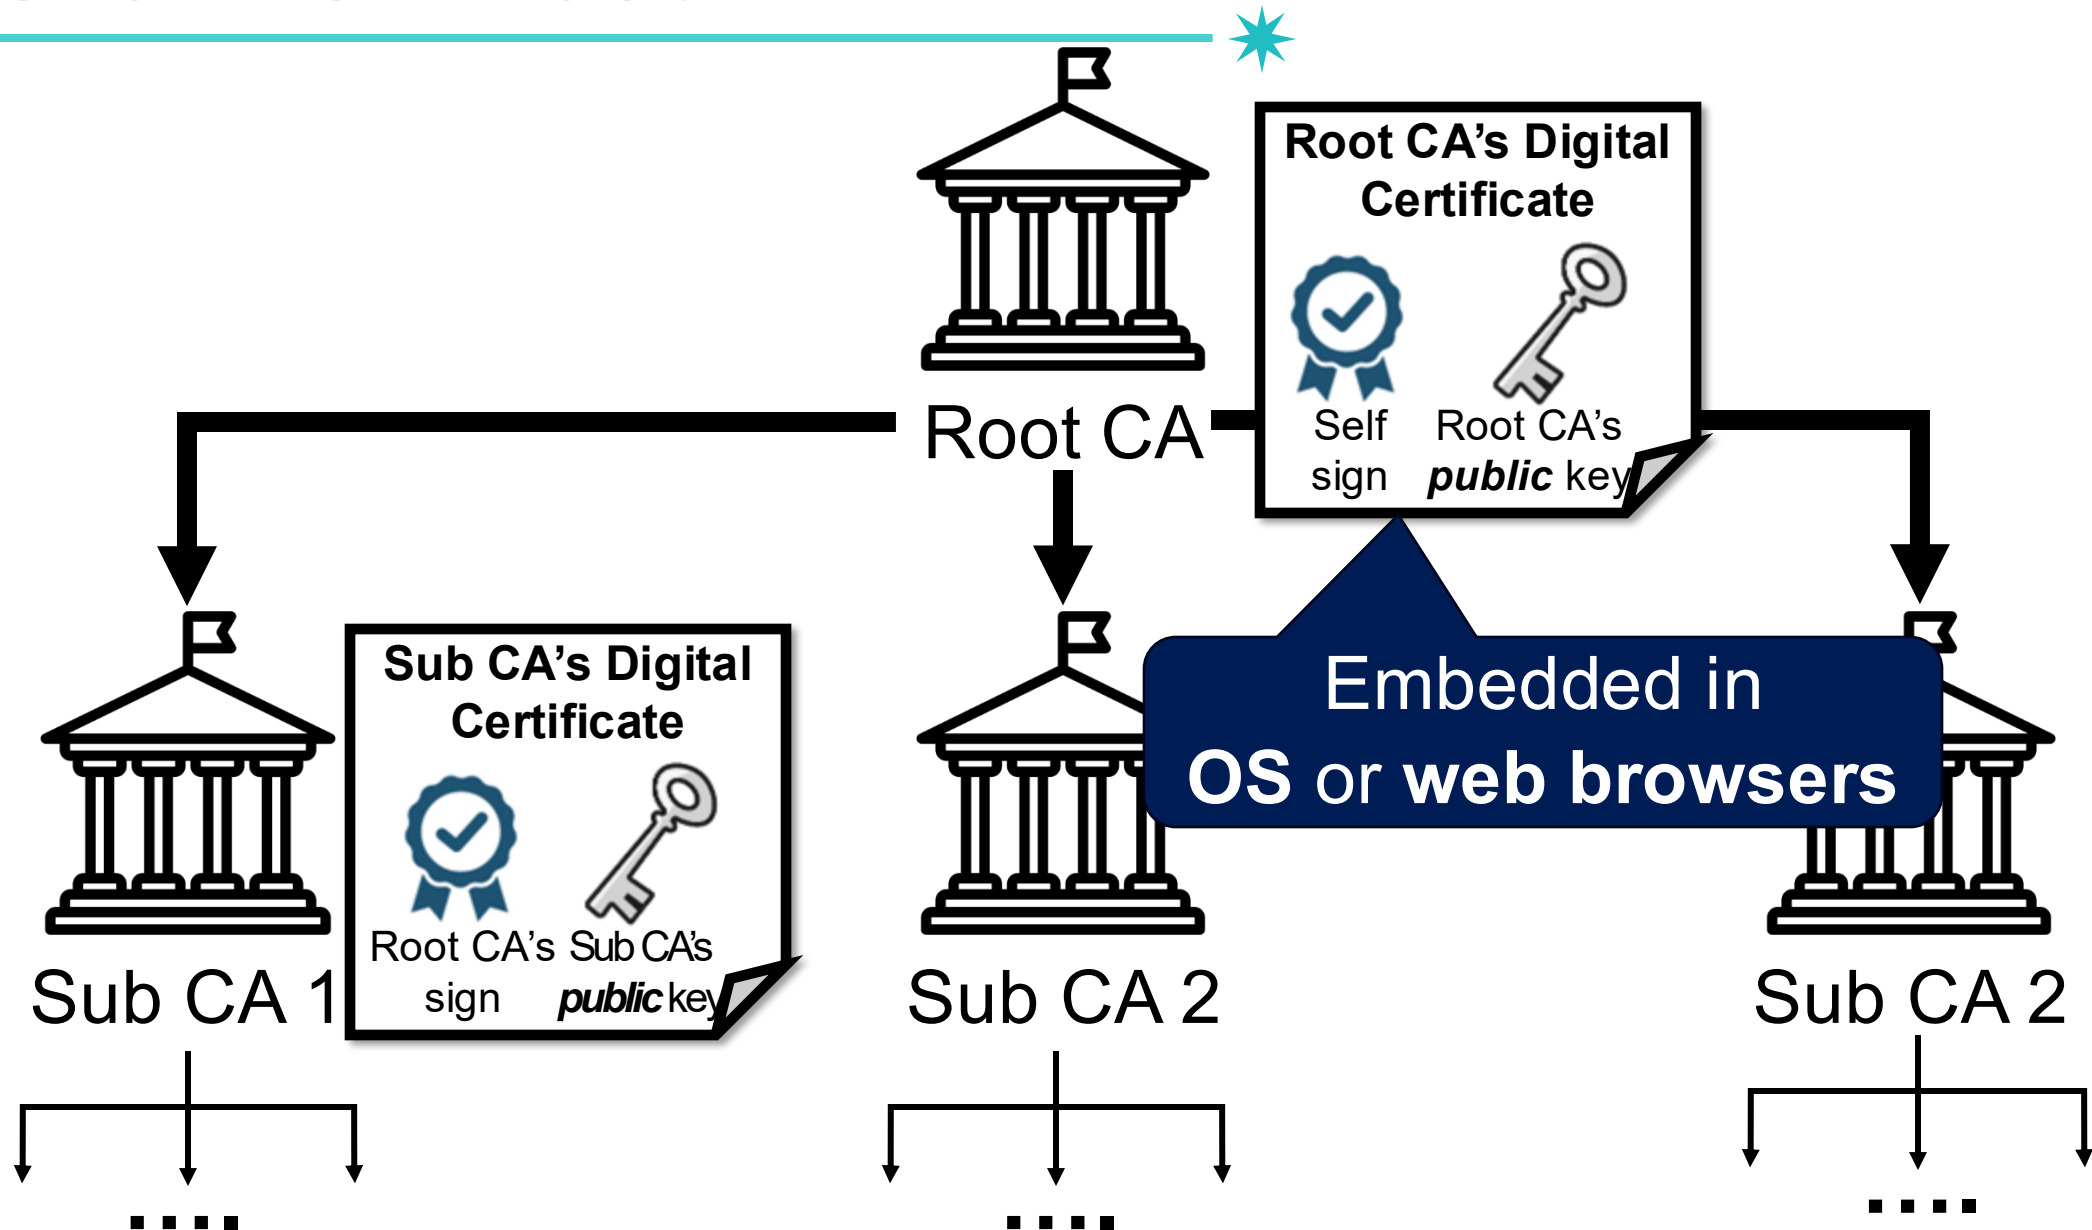 Root CA's Digital
Certificate
Self
sign
Root CA's
public key
Root CA
Embedded in
OS or web browsers
Sub CA's Digital
Certificate
Root CA's
sign
Sub CA's
public key
Sub CA 1
Sub CA 2
Sub CA 2
....
....
....